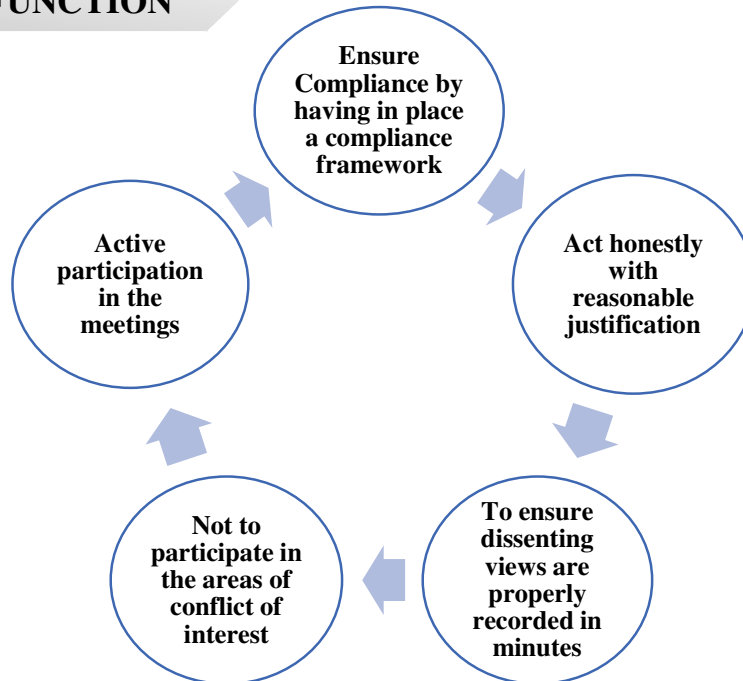 FUNCTION
Ensure
Compliance by
having in place
a compliance
framework
Act honestly
with
reasonable
justification
To ensure
dissenting
views are
properly
recorded in
minutes
Not to
participate in
the areas of
conflict of
interest
Active
participation
in the
meetings